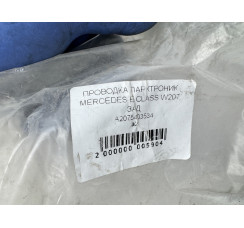 ПРОВОДКА ПАРКТРОНИК
MERCEDES E CLASS W207
ЗАД
A2075403534
Ж
2 000000 005904